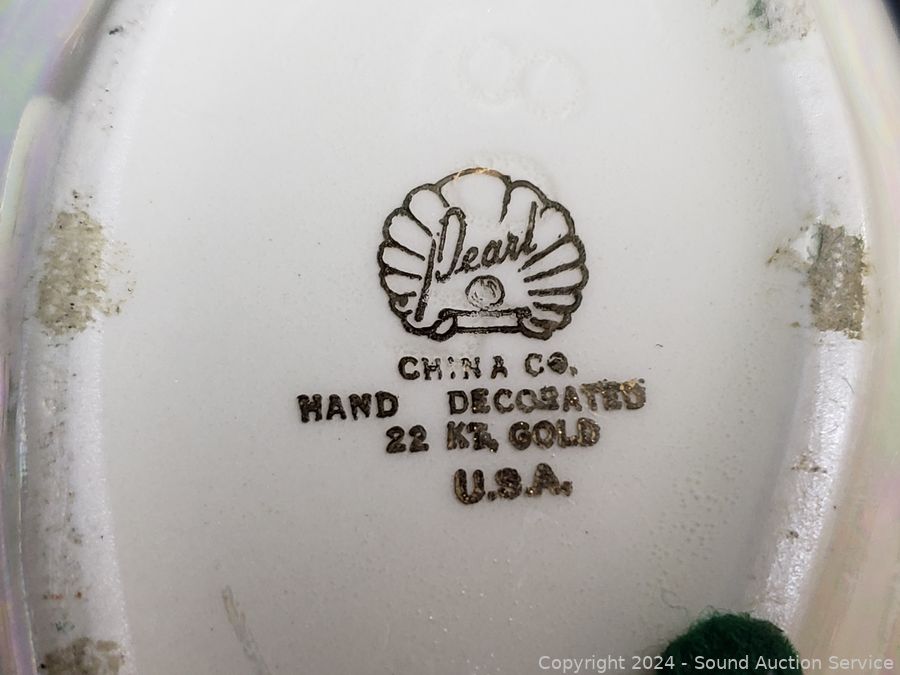 Pearl
CHINA CO.
HAND DECORATED
22 KT. GOLD
U.S.A.
Copyright © 2024 - Sound Auction Service